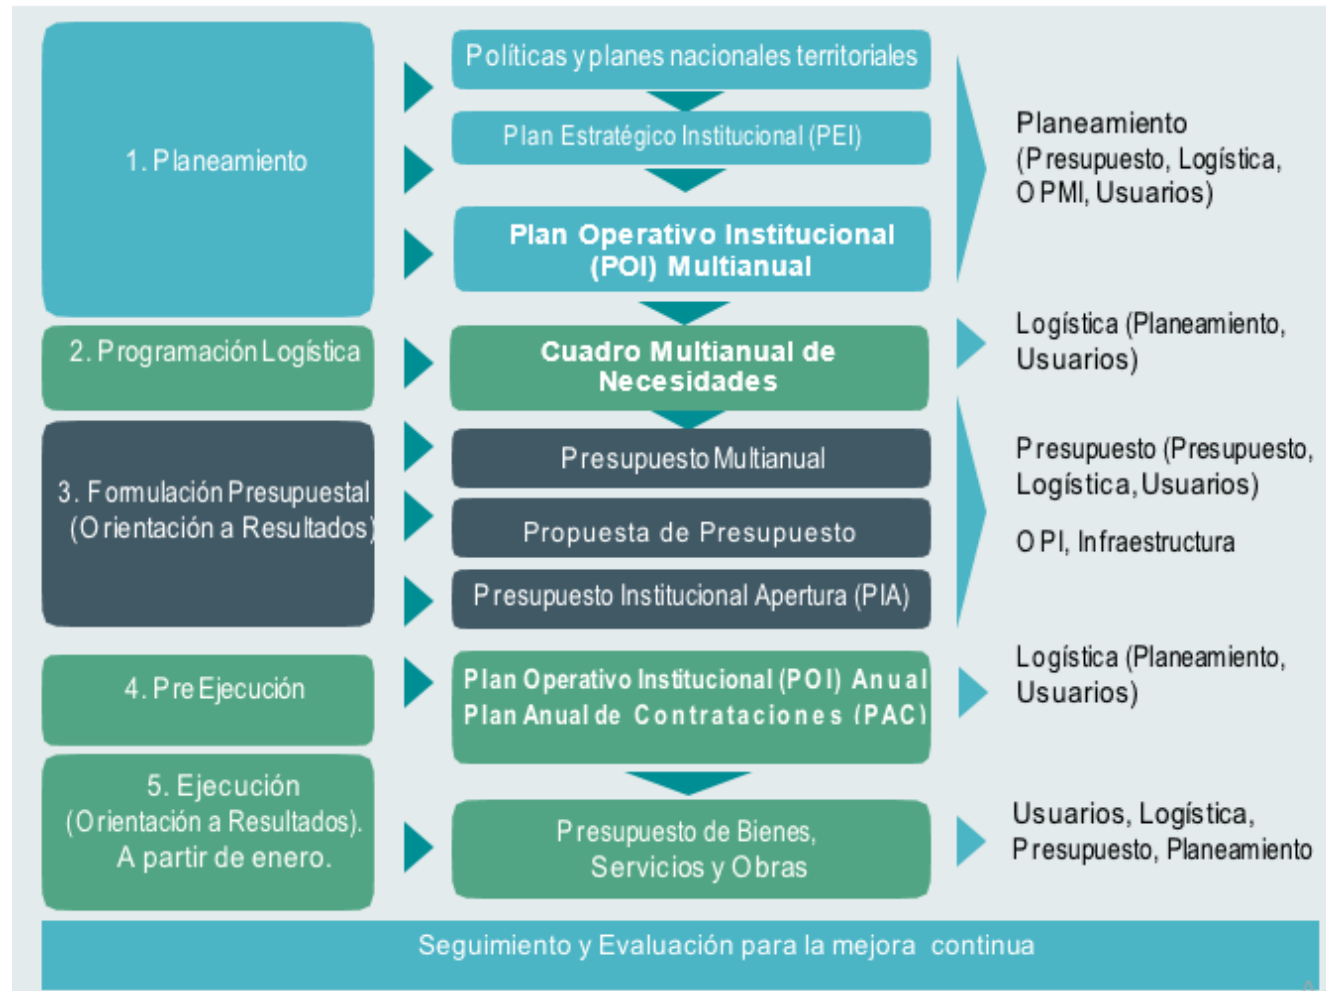 1. Planeamiento
Políticas y planes nacionales territoriales
Plan Estratégico Institucional (PEI)
Plan Operativo Institucional
(POI) Multianual
Planeamiento
(Presupuesto, Logística,
OPMI, Usuarios)
2. Programación Logística
Cuadro Multianual de
Necesidades
Logística (Planeamiento,
Usuarios)
3. Formulación Presupuestal
(Orientación a Resultados)
Presupuesto Multianual
Propuesta de Presupuesto
Presupuesto Institucional Apertura (PIA)
Presupuesto (Presupuesto,
Logística, Usuarios)
OPI, Infraestructura
4. Pre Ejecución
Plan Operativo Institucional (POI) Anual
Plan Anual de Contrataciones (PAC)
Logística (Planeamiento,
Usuarios)
5. Ejecución
(Orientación a Resultados).
A partir de enero.
Presupuesto de Bienes,
Servicios y Obras
Usuarios, Logística,
Presupuesto, Planeamiento
Seguimiento y Evaluación para la mejora continua